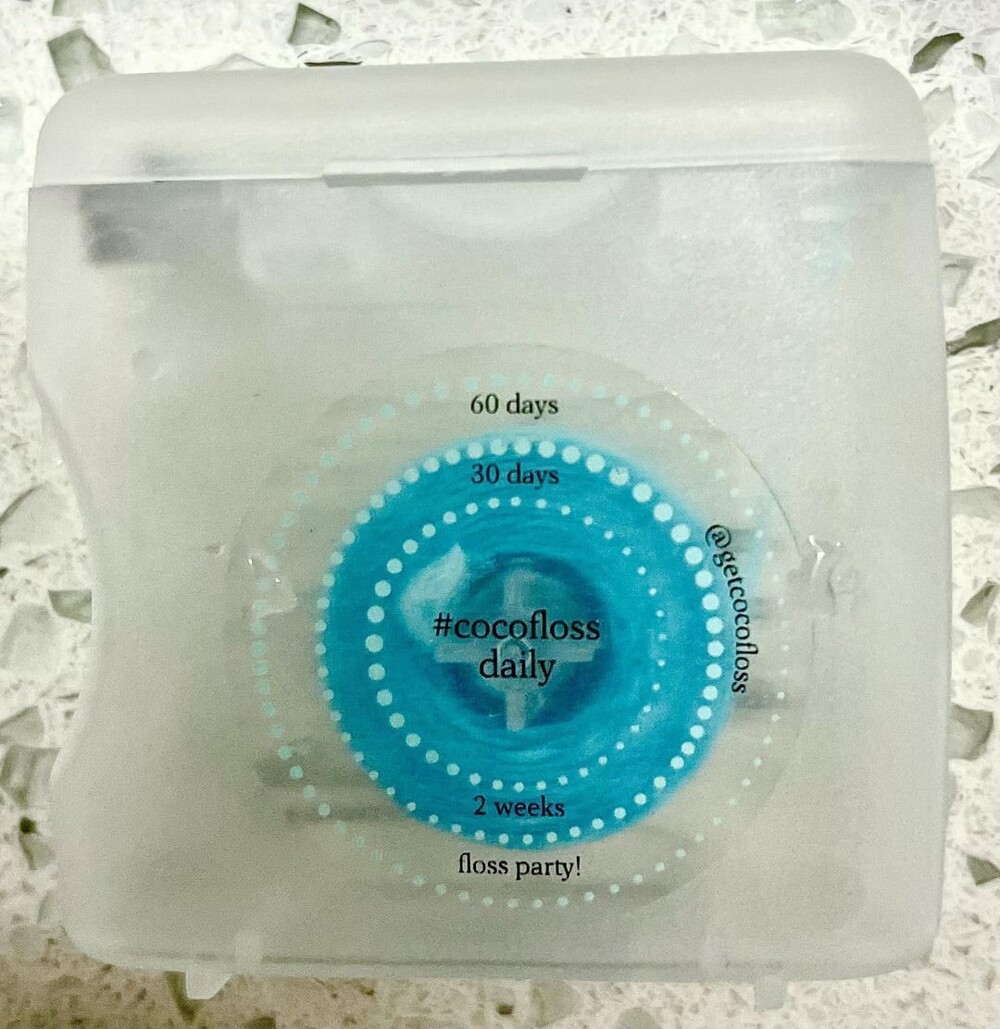 60 days
30 days
@getcocofloss
#cocofloss
daily
2 weeks
floss party!